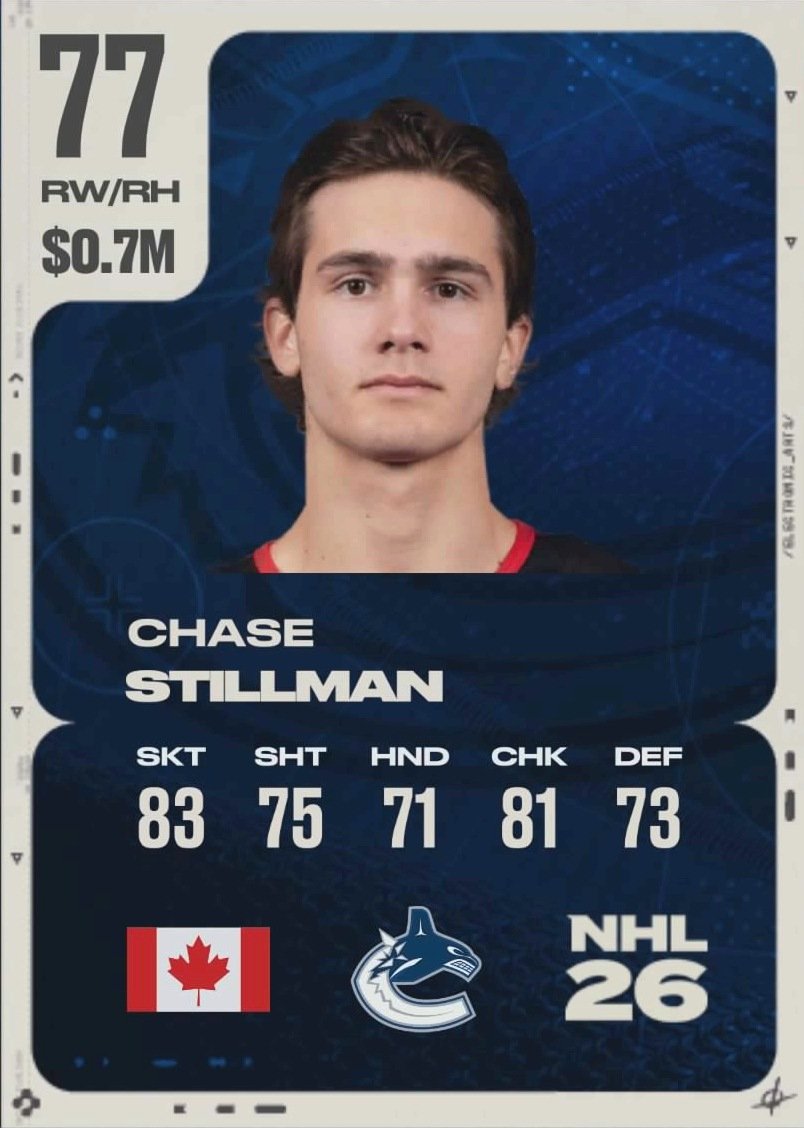 77
RW/RH
$0.7M
/ELECTRONIC_ARTS/
CHASE
STILLMAN
SKT SHT HND CHK DEF
83 75 71 81 73
NHL
26